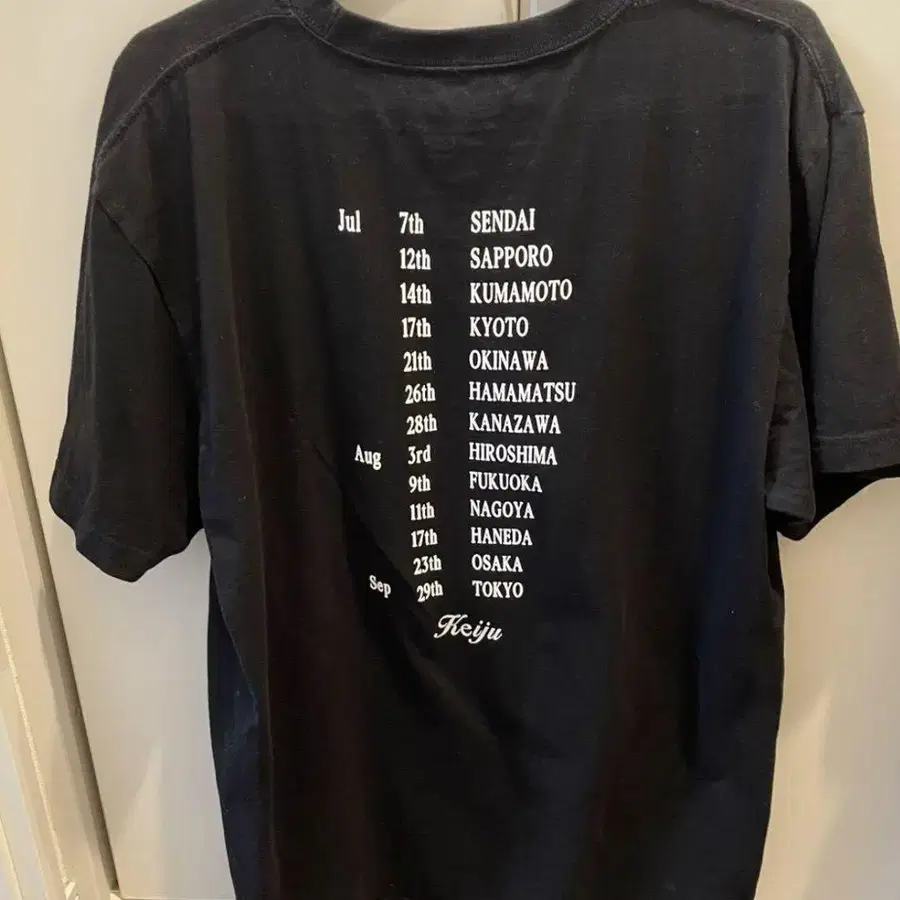 Jul 7th SENDAI
12th SAPPORO
14th KUMAMOTO
17th KYOTO
21th OKINAWA
26th HAMAMATSU
28th KANAZAWA
Aug 3rd HIROSHIMA
9th FUKUOKA
11th NAGOYA
17th HANEDA
23th OSAKA
Sep 29th TOKYO
Keiju